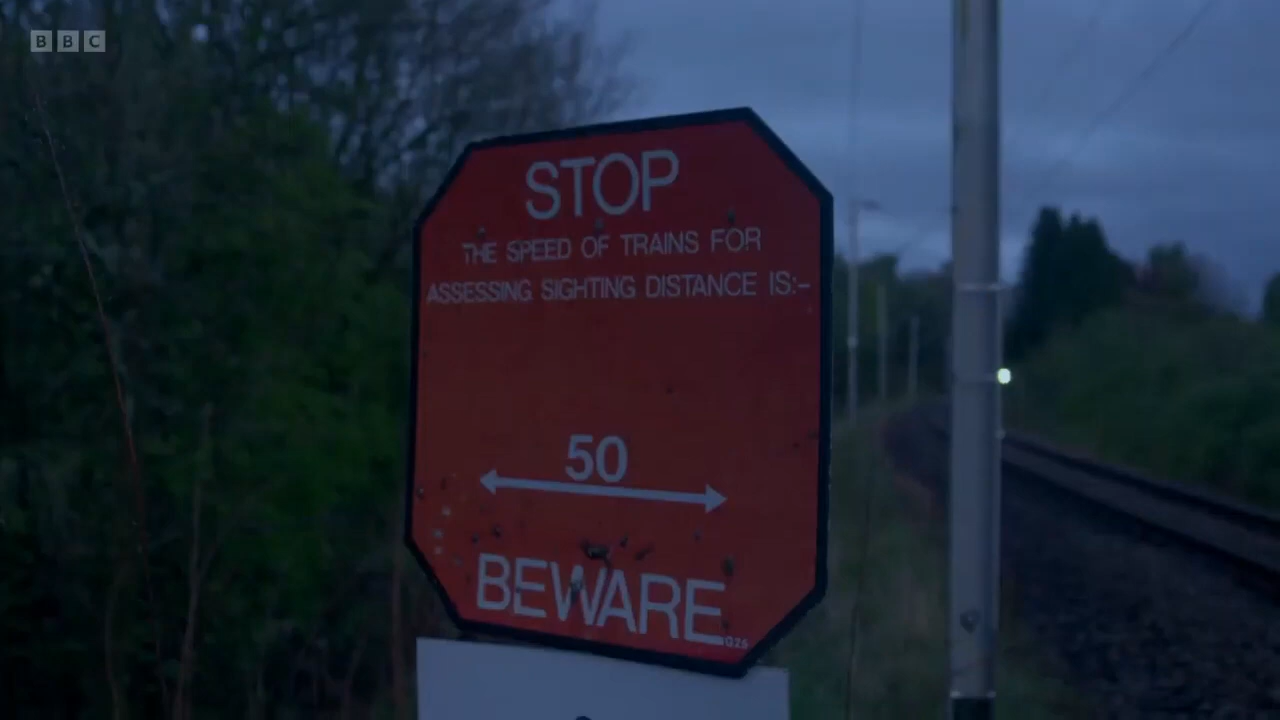 BBC
STOP
THE SPEED OF TRAINS FOR
ASSESSING SIGHTING DISTANCE IS:-
50
BEWARE